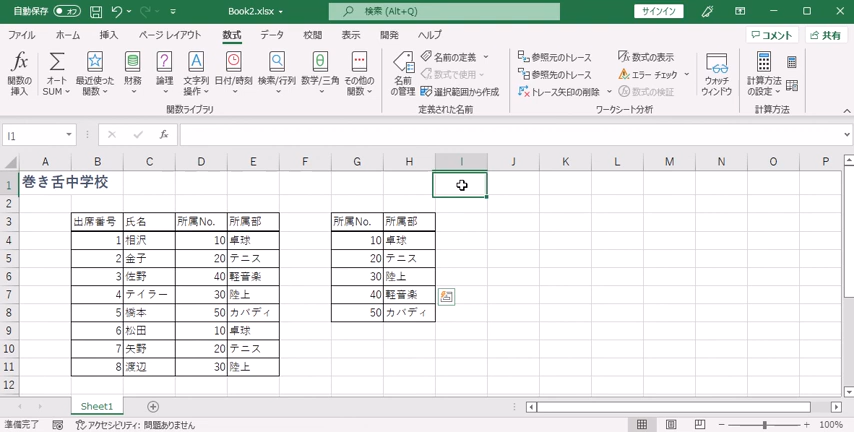 自動保存 オフ Book2.xlsx 検索 (Alt+Q) サインイン
ファイル ホーム 挿入 ページ レイアウト 数式 データ 校閲 表示 開発 ヘルプ コメント 共有
fx Σ θ
関数の
挿入
オート
SUM
最近使った
関数
財務
論理
文字列
操作
日付/時刻
検索/行列
数学/三角
その他の
関数
関数ライブラリ
名前
の管理
名前の定義
数式で使用
選択範囲から作成
定義された名前
参照元のトレース
参照先のトレース
トレース矢印の削除
数式の表示
エラー チェック
数式の検証
ワークシート分析
ウォッチ
ウィンドウ
計算方法
の設定
計算方法
I1 fx
A B C D E F G H I J K L M N O P
1 巻き舌中学校
2
3 出席番号 氏名 所属No. 所属部 所属No. 所属部
4 1 相沢 10 卓球 10 卓球
5 2 金子 20 テニス 20 テニス
6 3 佐野 40 軽音楽 30 陸上
7 4 テイラー 30 陸上 40 軽音楽
8 5 橋本 50 カバディ 50 カバディ
9 6 松田 10 卓球
10 7 矢野 20 テニス
11 8 渡辺 30 陸上
12
Sheet1
準備完了 アクセシビリティ: 問題ありません 100%